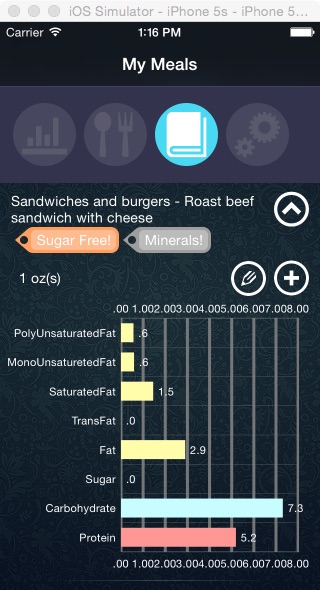 iOS Simulator - iPhone 5s - iPhone 5...
Carrier 1:16 PM
My Meals
Sandwiches and burgers - Roast beef
sandwich with cheese
Sugar Free! Minerals!
1 oz(s)
.00 1.002.003.004.005.006.007.008.00
PolyUnsaturatedFat .6
MonoUnsaturetedFat .6
SaturatedFat 1.5
TransFat .0
Fat 2.9
Sugar .0
Carbohydrate 7.3
Protein 5.2
.00 1.002.003.004.005.006.007.008.00